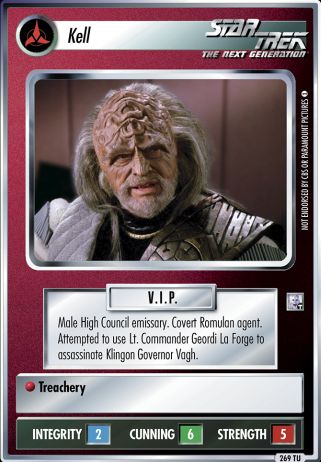 Kell
STAR TREK
THE NEXT GENERATION
NOT ENDORSED BY CBS OR PARAMOUNT PICTURES
V.I.P.
Male High Council emissary. Covert Romulan agent.
Attempted to use Lt. Commander Geordi La Forge to
assassinate Klingon Governor Vagh.
Treachery
INTEGRITY 2 CUNNING 6 STRENGTH 5
269 TU